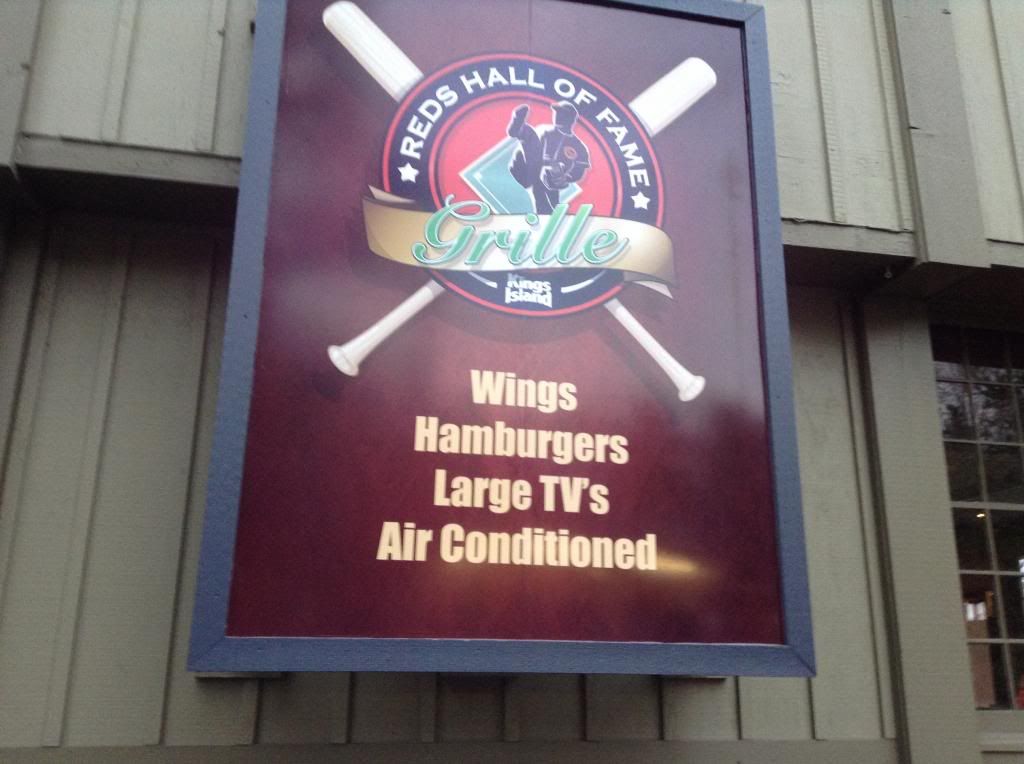 REDS HALL OF FAME
Grille
Kings
Island
Wings
Hamburgers
Large TV's
Air Conditioned